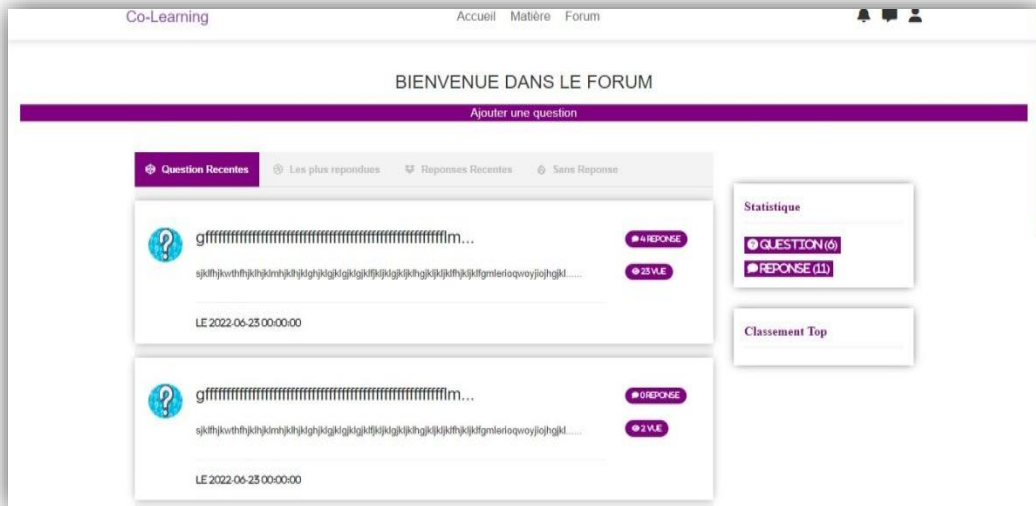 Co-Learning
Accueil Matière Forum
BIENVENUE DANS LE FORUM
Ajouter une question
Question Recentes
Les plus repondues
Reponses Recentes
Sans Reponse
4 REPONSE
23 VUE
LE 2022-06-23 00:00:00
0 REPONSE
2 VUE
LE 2022-06-23 00:00:00
Statistique
QUESTION (6)
REPONSE (11)
Classement Top